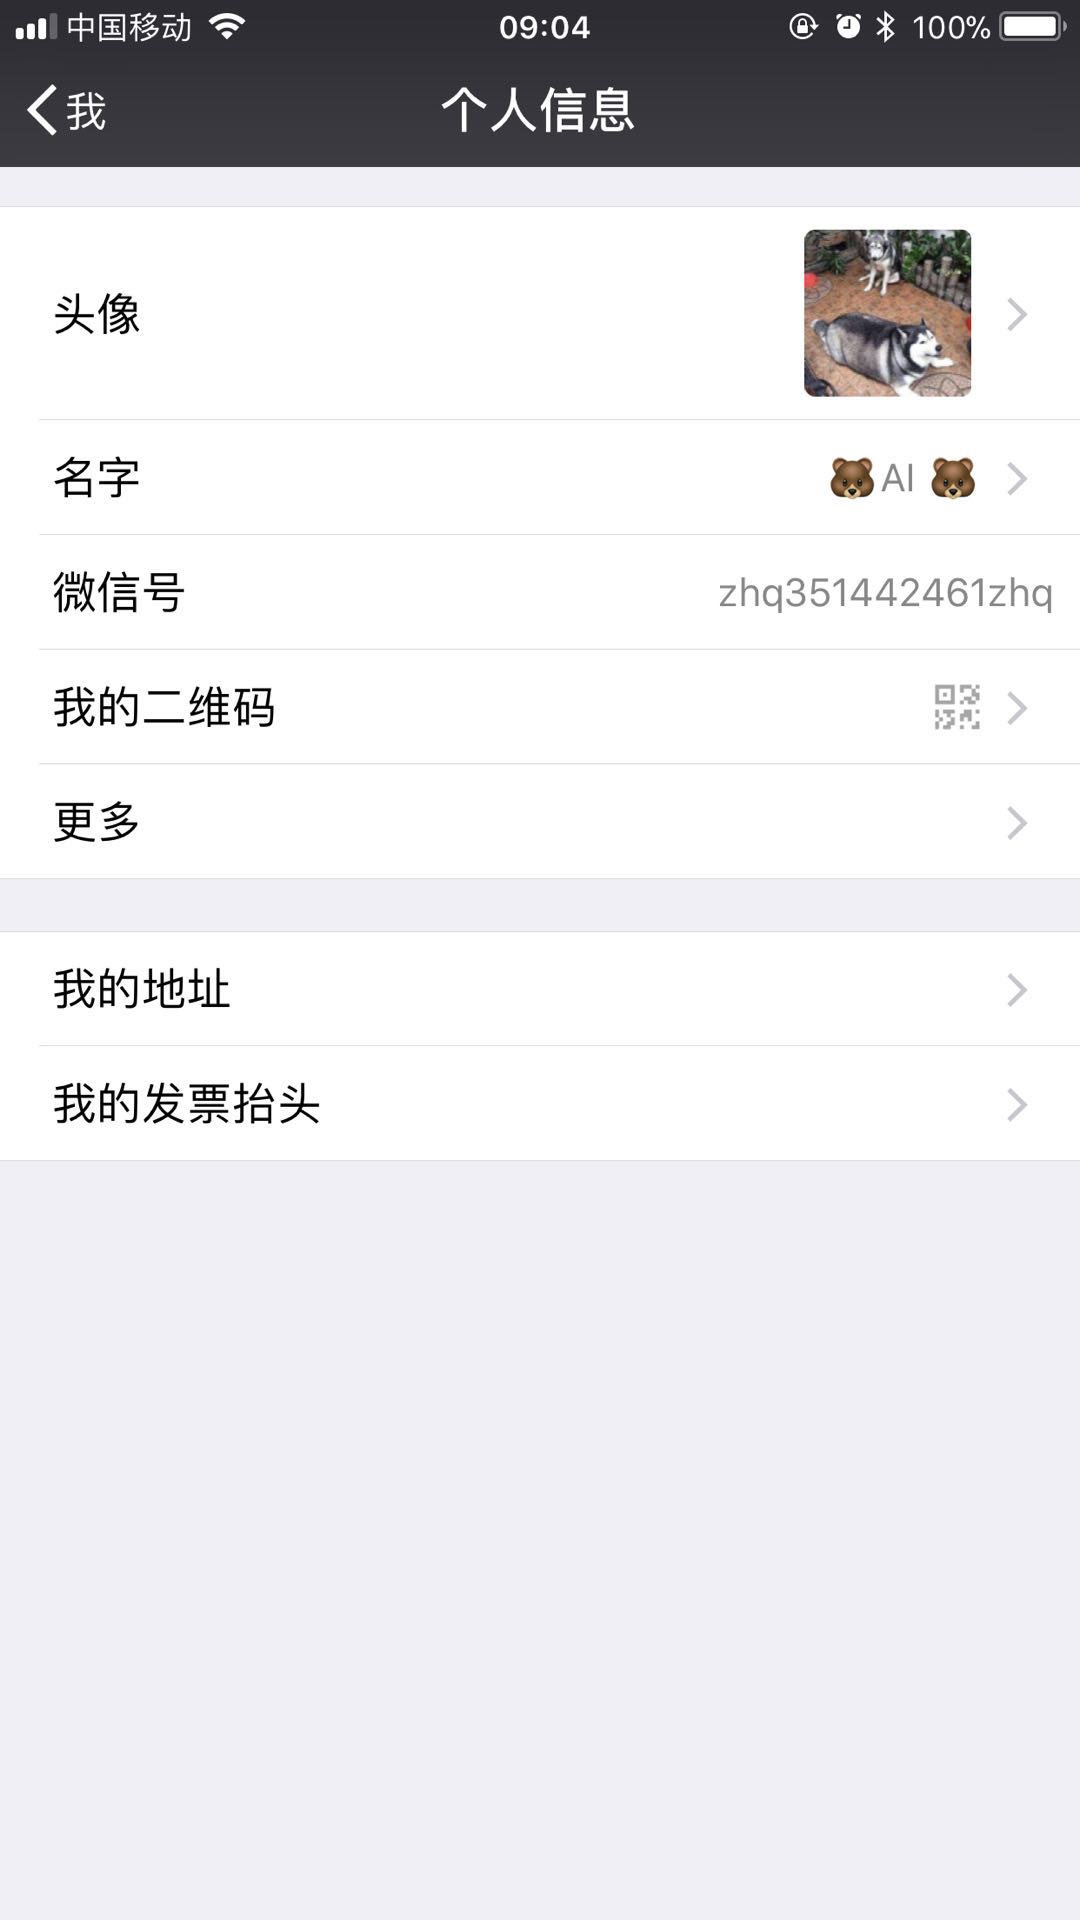 中国移动 09:04 100%
我 个人信息
头像
名字 🐻AI 🐻
微信号 zhq351442461zhq
我的二维码
更多
我的地址
我的发票抬头